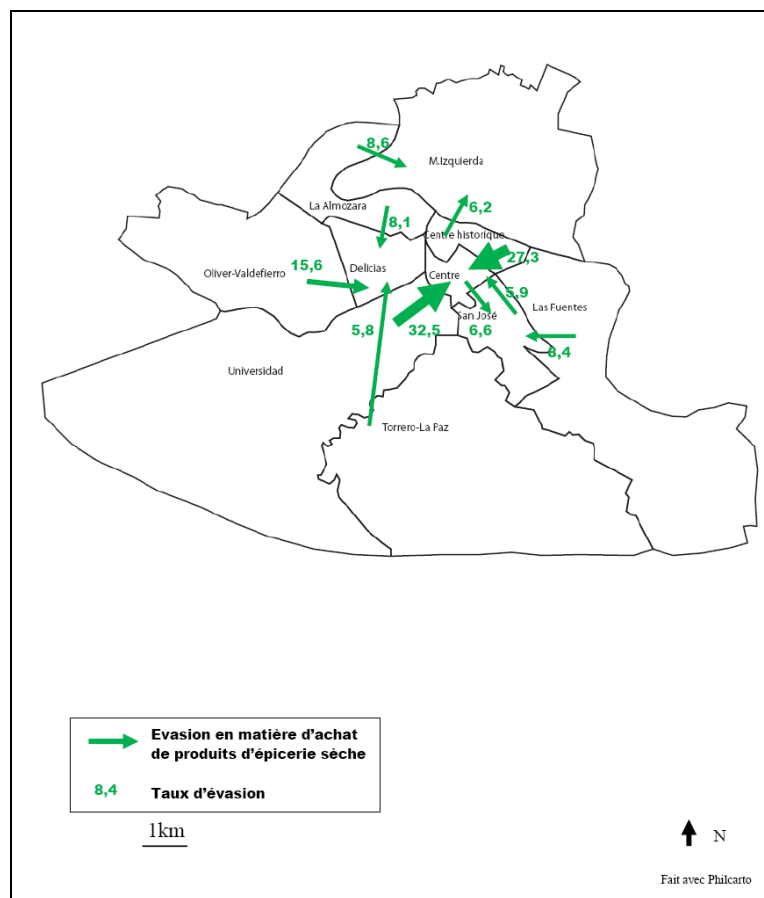 8,6
M.Izquierda
La Almozara
6,2
8,1
Centre historique
27,3
15,6
Delicias
Oliver-Valdefierro
Centre
5,9
Las Fuentes
San José
5,8
32,5
6,6
8,4
Universidad
Torrero-La Paz
Evasion en matière d'achat
de produits d'épicerie sèche
8,4
Taux d'évasion
1km
N
Fait avec Philcarto